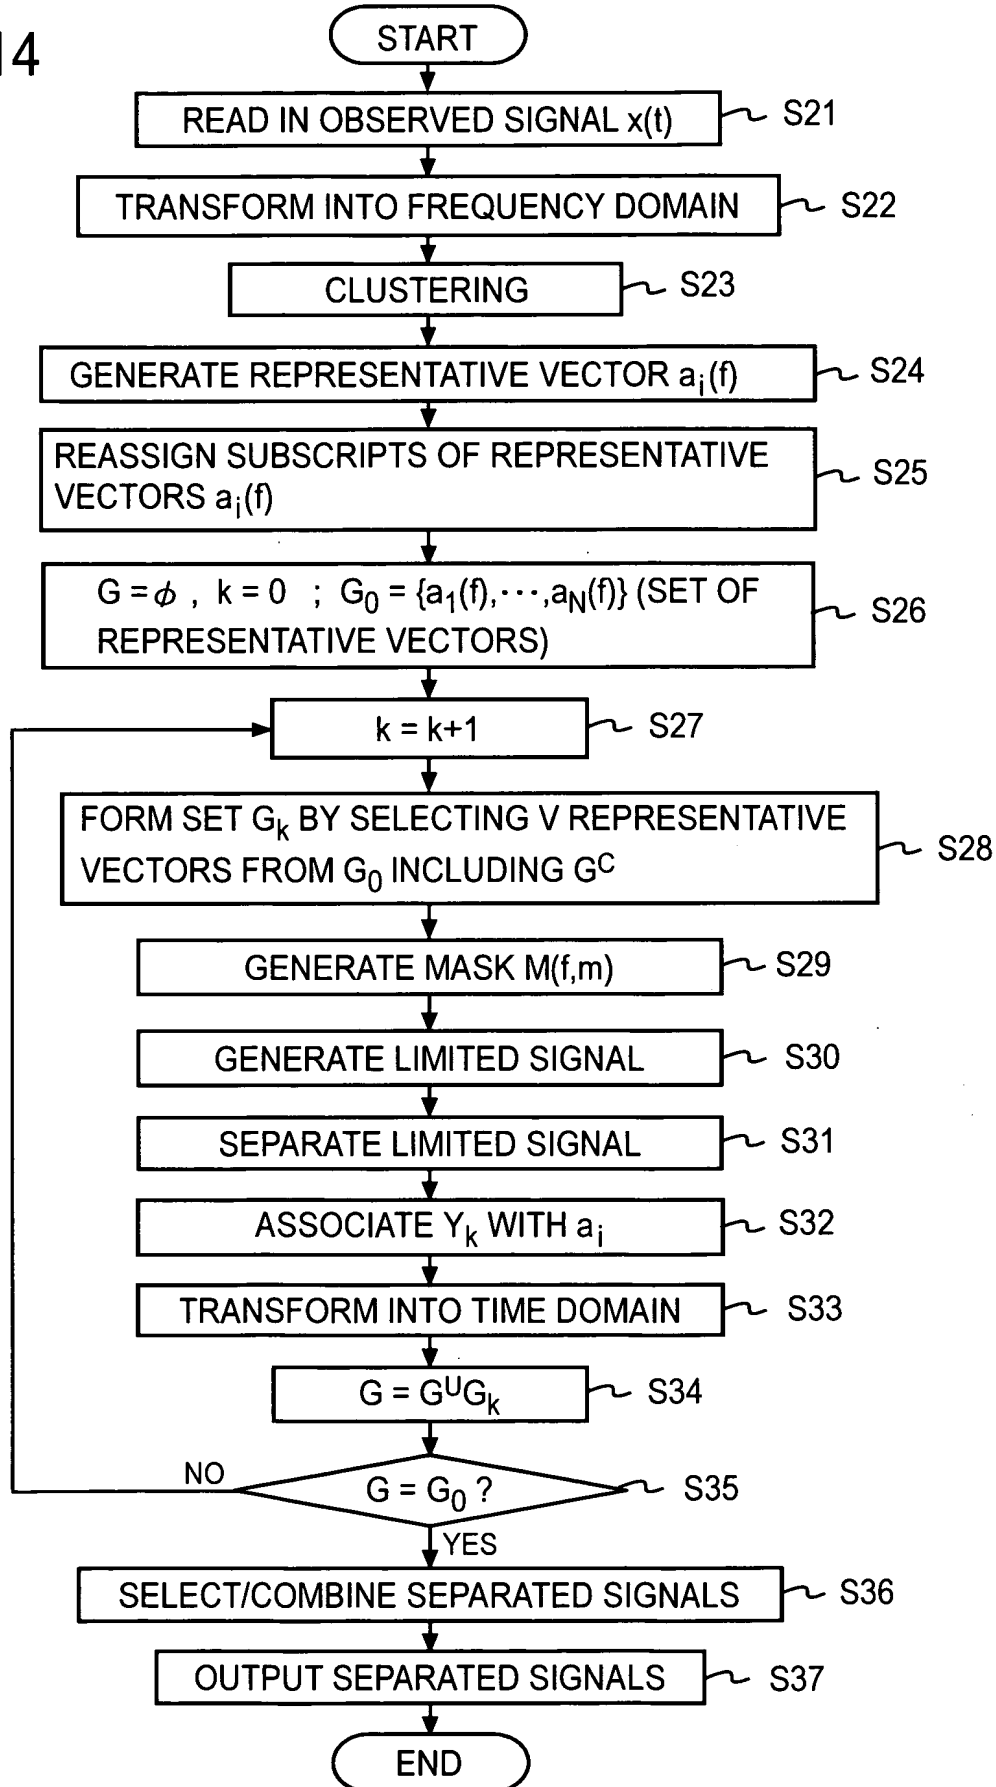 14
START
READ IN OBSERVED SIGNAL x(t)
S21
TRANSFORM INTO FREQUENCY DOMAIN
S22
CLUSTERING
S23
GENERATE REPRESENTATIVE VECTOR aᵢ(f)
S24
REASSIGN SUBSCRIPTS OF REPRESENTATIVE
VECTORS aᵢ(f)
S25
G = ϕ , k = 0 ; G₀ = {a₁(f),···,a_N(f)} (SET OF
REPRESENTATIVE VECTORS)
S26
k = k+1
S27
FORM SET Gₖ BY SELECTING V REPRESENTATIVE
VECTORS FROM G₀ INCLUDING Gᶜ
S28
GENERATE MASK M(f,m)
S29
GENERATE LIMITED SIGNAL
S30
SEPARATE LIMITED SIGNAL
S31
ASSOCIATE Yₖ WITH aᵢ
S32
TRANSFORM INTO TIME DOMAIN
S33
G = G∪Gₖ
S34
G = G₀ ?
S35
NO
YES
SELECT/COMBINE SEPARATED SIGNALS
S36
OUTPUT SEPARATED SIGNALS
S37
END